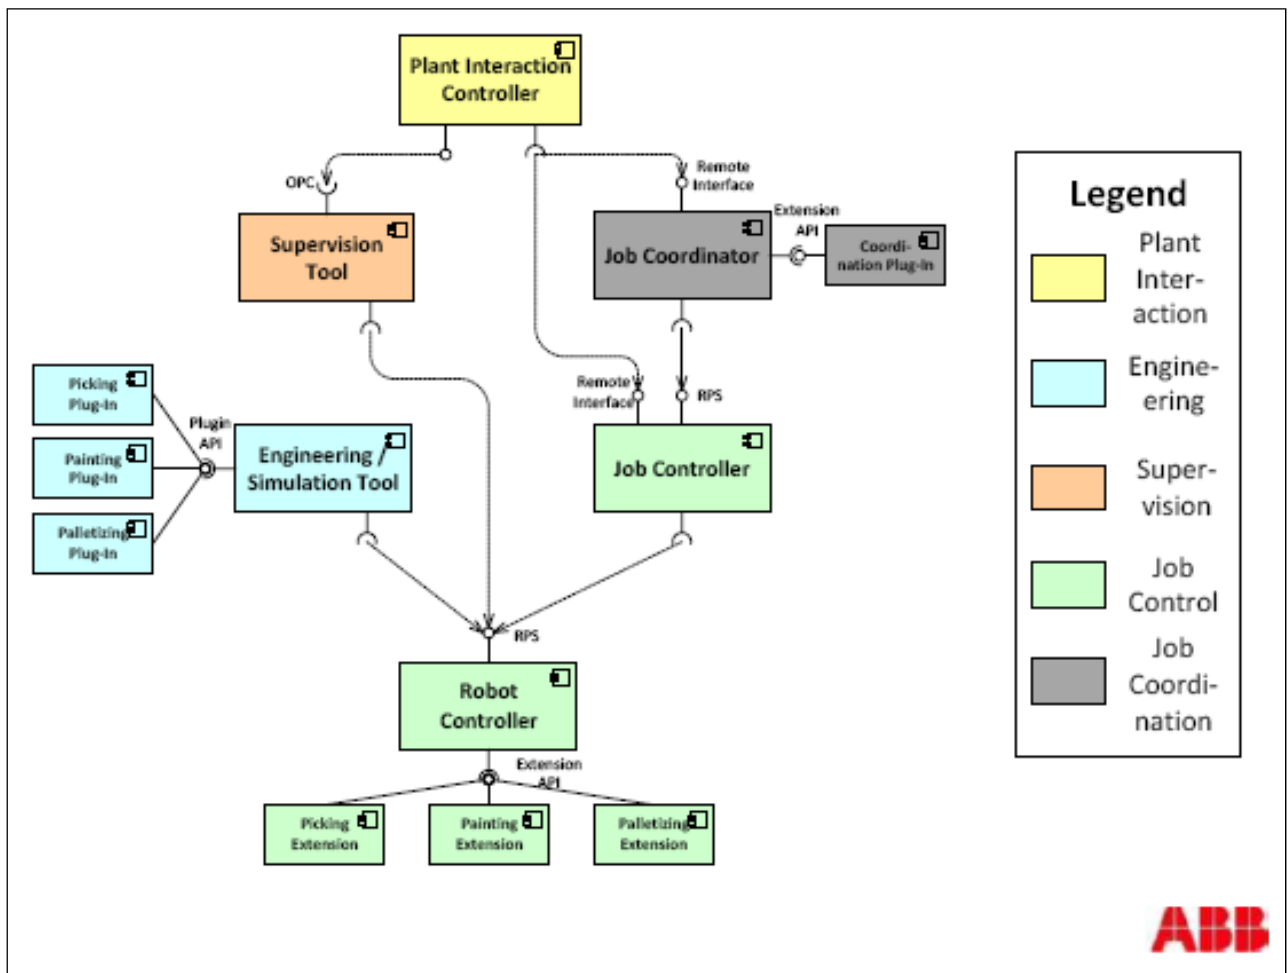 Plant Interaction
Controller
OPC
Remote
Interface
Supervision
Tool
Job Coordinator
Extension
API
Coordi-
nation Plug-In
Picking
Plug-In
Painting
Plug-In
Palletizing
Plug-In
Plugin
API
Engineering /
Simulation Tool
Remote
Interface
RPS
Job Controller
RPS
Robot
Controller
Extension
API
Picking
Extension
Painting
Extension
Palletizing
Extension
Legend
Plant
Inter-
action
Engine-
ering
Super-
vision
Job
Control
Job
Coordi-
nation
ABB